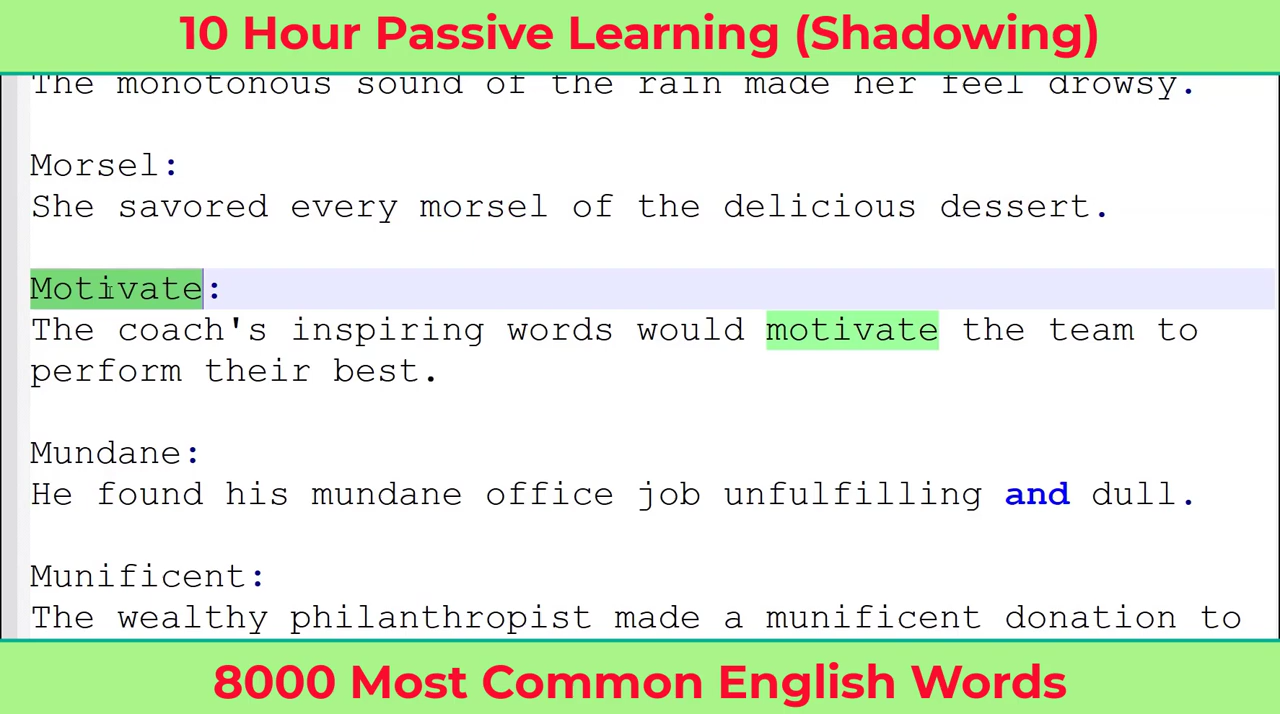 10 Hour Passive Learning (Shadowing)
The monotonous sound of the rain made her feel drowsy.
Morsel:
She savored every morsel of the delicious dessert.
Motivate:
The coach's inspiring words would motivate the team to
perform their best.
Mundane:
He found his mundane office job unfulfilling and dull.
Munificent:
The wealthy philanthropist made a munificent donation to
8000 Most Common English Words